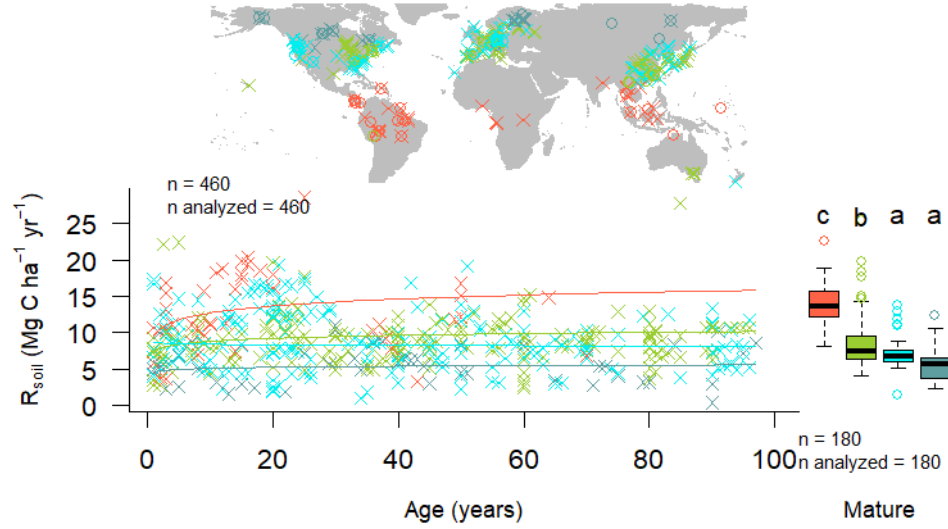 n = 460
n analyzed = 460
R_soil (Mg C ha⁻¹ yr⁻¹)
25
20
15
10
5
0
c b a a
0 20 40 60 80 100
n = 180
n analyzed = 180
Age (years)
Mature